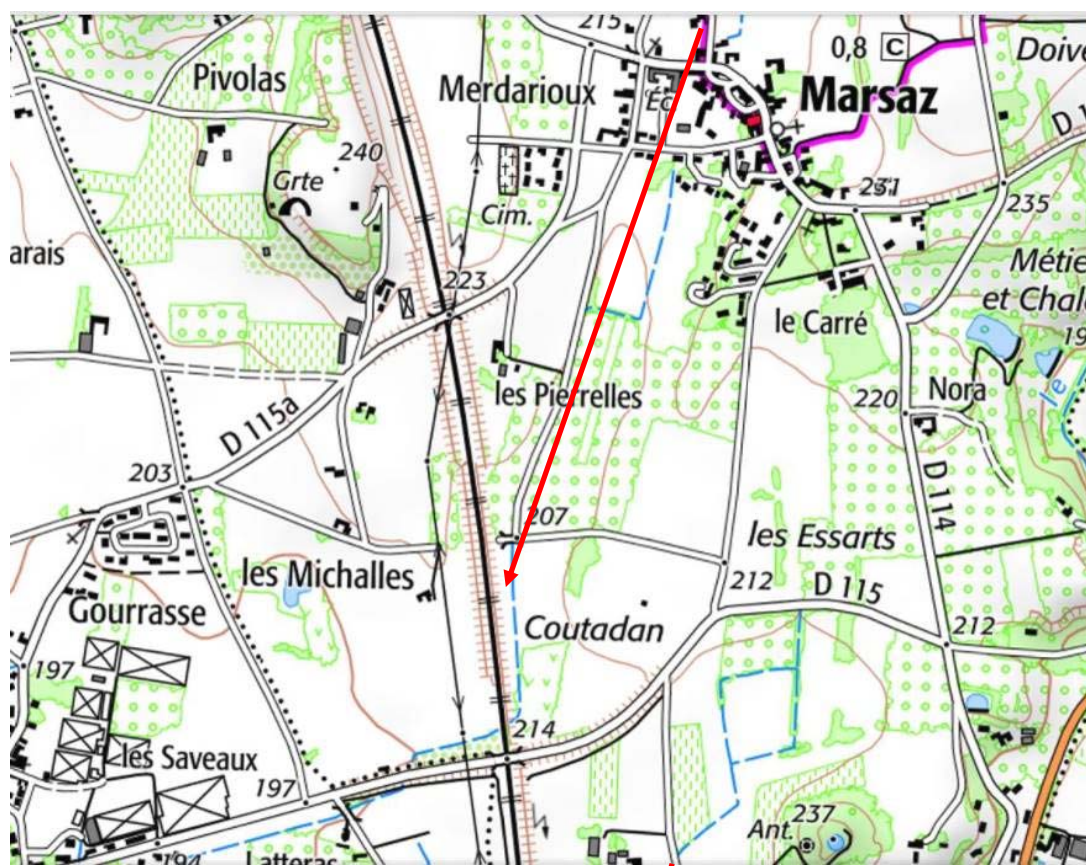 215
0,8 C
Doivo
Pivolas
Merdarioux
Éc
Marsaz
240
Grte
Cim.
231
235
arais
223
Métie
et Chal
le Carré
les Pierrelles
Nora
220
D 115a
203
207
D 114
les Essarts
les Michalles
212
D 115
Gourrasse
Coutadan
212
197
214
les Saveaux
197
Ant.
237
194
Latteras